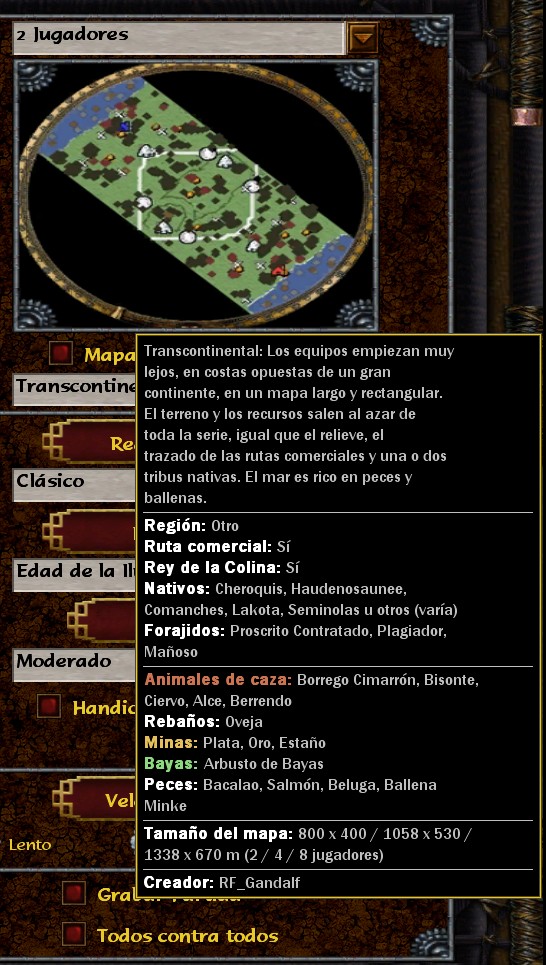 2 Jugadores
Mapa
Transcontine
Transcontinental: Los equipos empiezan muy
lejos, en costas opuestas de un gran
continente, en un mapa largo y rectangular.
El terreno y los recursos salen al azar de
toda la serie, igual que el relieve, el
trazado de las rutas comerciales y una o dos
tribus nativas. El mar es rico en peces y
ballenas.
Región: Otro
Ruta comercial: Sí
Rey de la Colina: Sí
Nativos: Cheroquis, Haudenosaunee,
Comanches, Lakota, Seminolas u otros (varía)
Forajidos: Proscrito Contratado, Plagiador,
Mañoso
Animales de caza: Borrego Cimarrón, Bisonte,
Ciervo, Alce, Berrendo
Rebaños: Oveja
Minas: Plata, Oro, Estaño
Bayas: Arbusto de Bayas
Peces: Bacalao, Salmón, Beluga, Ballena
Minke
Tamaño del mapa: 800 x 400 / 1058 x 530 /
1338 x 670 m (2 / 4 / 8 jugadores)
Creador: RF_Gandalf
Re
Clásico
Edad de la Il
Moderado
Handic
Vel
Lento
Todos contra todos